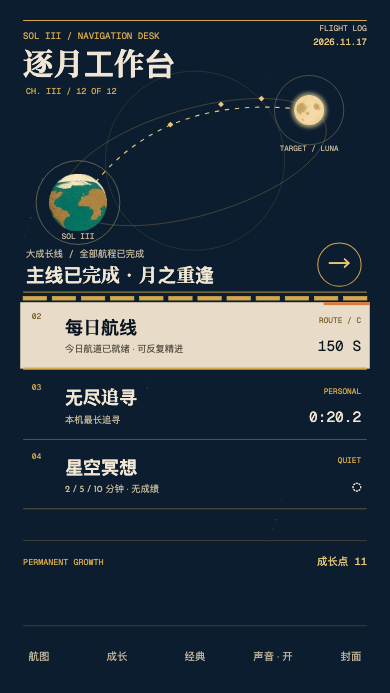 SOL III / NAVIGATION DESK
FLIGHT LOG
2026.11.17
逐月工作台
CH. III / 12 OF 12
TARGET / LUNA
SOL III
大成长线 / 全部航程已完成
主线已完成 · 月之重逢
02
每日航线
ROUTE / C
今日航道已就绪 · 可反复精进
150 S
03
无尽追寻
PERSONAL
本机最长追寻
0:20.2
04
星空冥想
QUIET
2 / 5 / 10 分钟 · 无成绩
PERMANENT GROWTH
成长点 11
航图
成长
经典
声音 · 开
封面